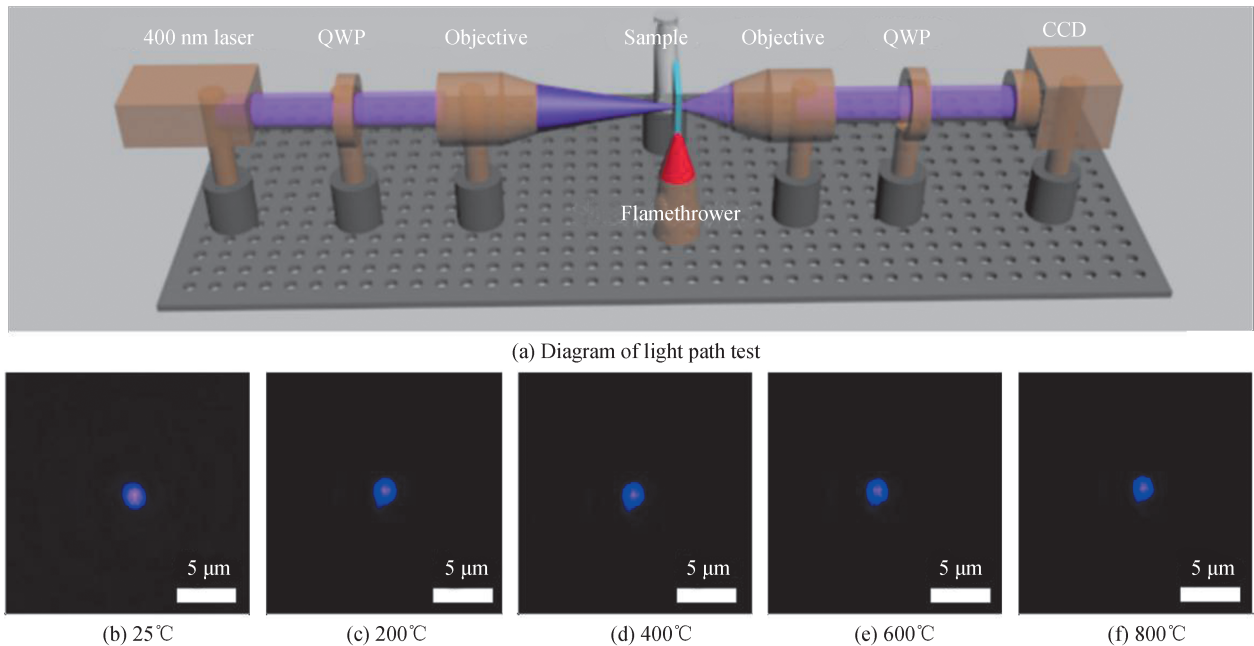 400 nm laser QWP Objective Sample Objective QWP CCD
Flamethrower
(a) Diagram of light path test
5 μm 5 μm 5 μm 5 μm 5 μm
(b) 25℃ (c) 200℃ (d) 400℃ (e) 600℃ (f) 800℃